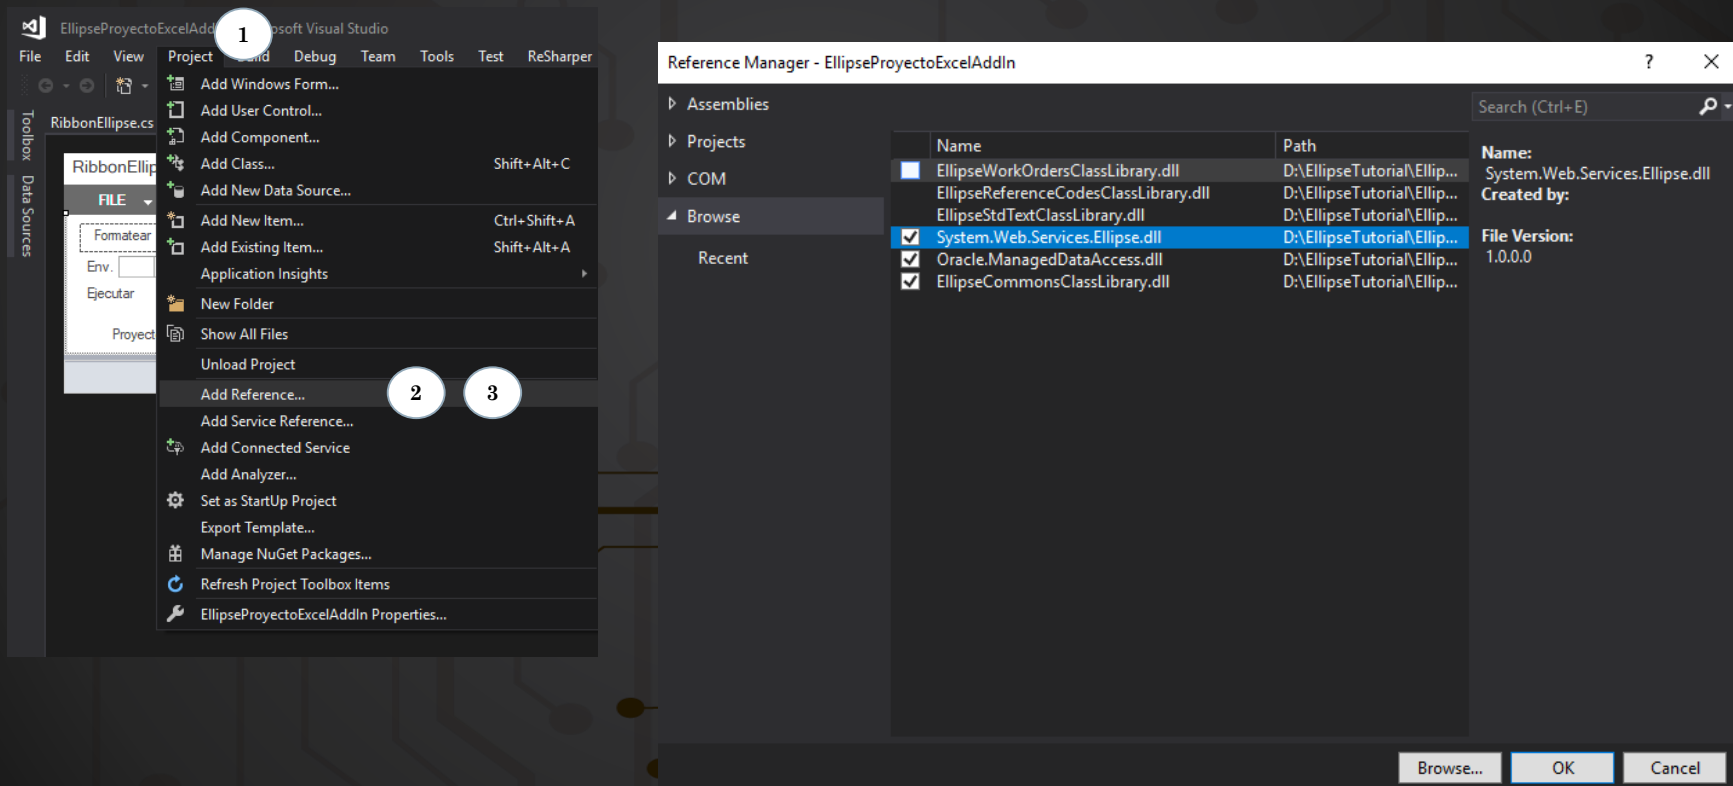 EllipseProyectoExcelAdd
osoft Visual Studio
1
File Edit View Project Debug Team Tools Test ReSharper
Add Windows Form...
Add User Control...
Add Component...
Add Class... Shift+Alt+C
Add New Data Source...
Add New Item... Ctrl+Shift+A
Add Existing Item... Shift+Alt+A
Application Insights
New Folder
Show All Files
Unload Project
Add Reference...
2
3
Add Service Reference...
Add Connected Service
Add Analyzer...
Set as StartUp Project
Export Template...
Manage NuGet Packages...
Refresh Project Toolbox Items
EllipseProyectoExcelAddIn Properties...
Toolbox
Data Sources
RibbonEllipse.cs
RibbonEllip
FILE
Formatear
Env.
Ejecutar
Proyect
Reference Manager - EllipseProyectoExcelAddIn
?
Assemblies
Projects
COM
Browse
Recent
Name Path
EllipseWorkOrdersClassLibrary.dll D:\EllipseTutorial\Ellip...
EllipseReferenceCodesClassLibrary.dll D:\EllipseTutorial\Ellip...
EllipseStdTextClassLibrary.dll D:\EllipseTutorial\Ellip...
System.Web.Services.Ellipse.dll D:\EllipseTutorial\Ellip...
Oracle.ManagedDataAccess.dll D:\EllipseTutorial\Ellip...
EllipseCommonsClassLibrary.dll D:\EllipseTutorial\Ellip...
Search (Ctrl+E)
Name:
System.Web.Services.Ellipse.dll
Created by:
File Version:
1.0.0.0
Browse... OK Cancel